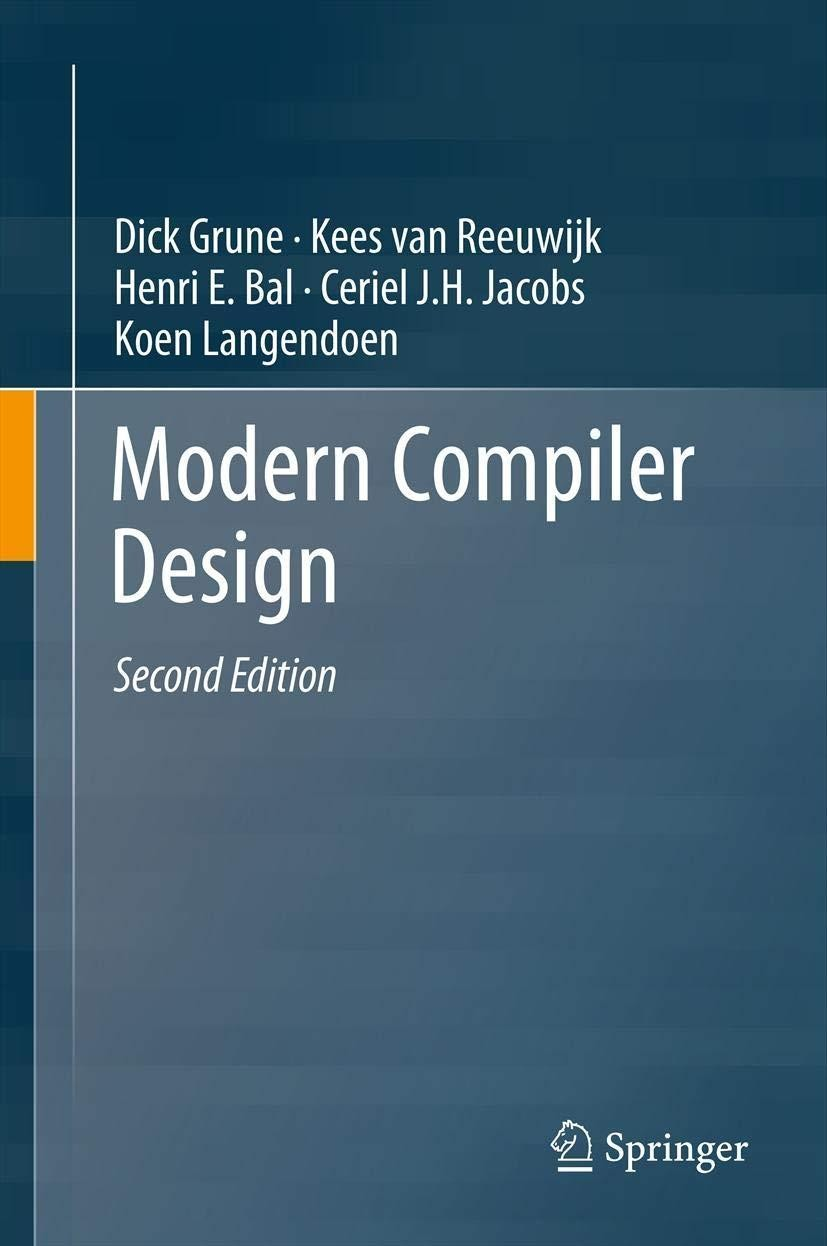 Dick Grune · Kees van Reeuwijk
Henri E. Bal · Ceriel J.H. Jacobs
Koen Langendoen
Modern Compiler
Design
Second Edition
Springer